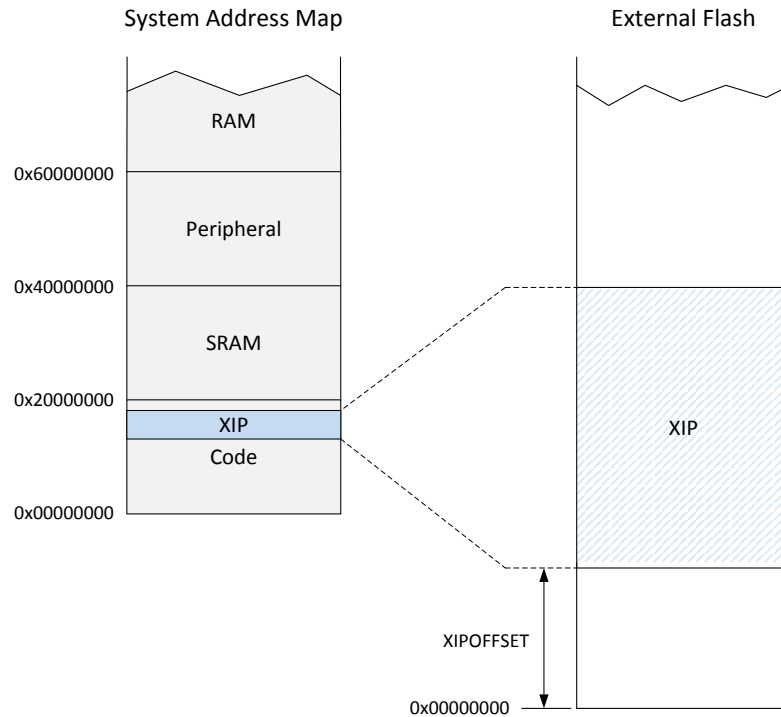 System Address Map
External Flash
RAM
0x60000000
Peripheral
0x40000000
SRAM
0x20000000
XIP
Code
0x00000000
XIP
XIPOFFSET
0x00000000